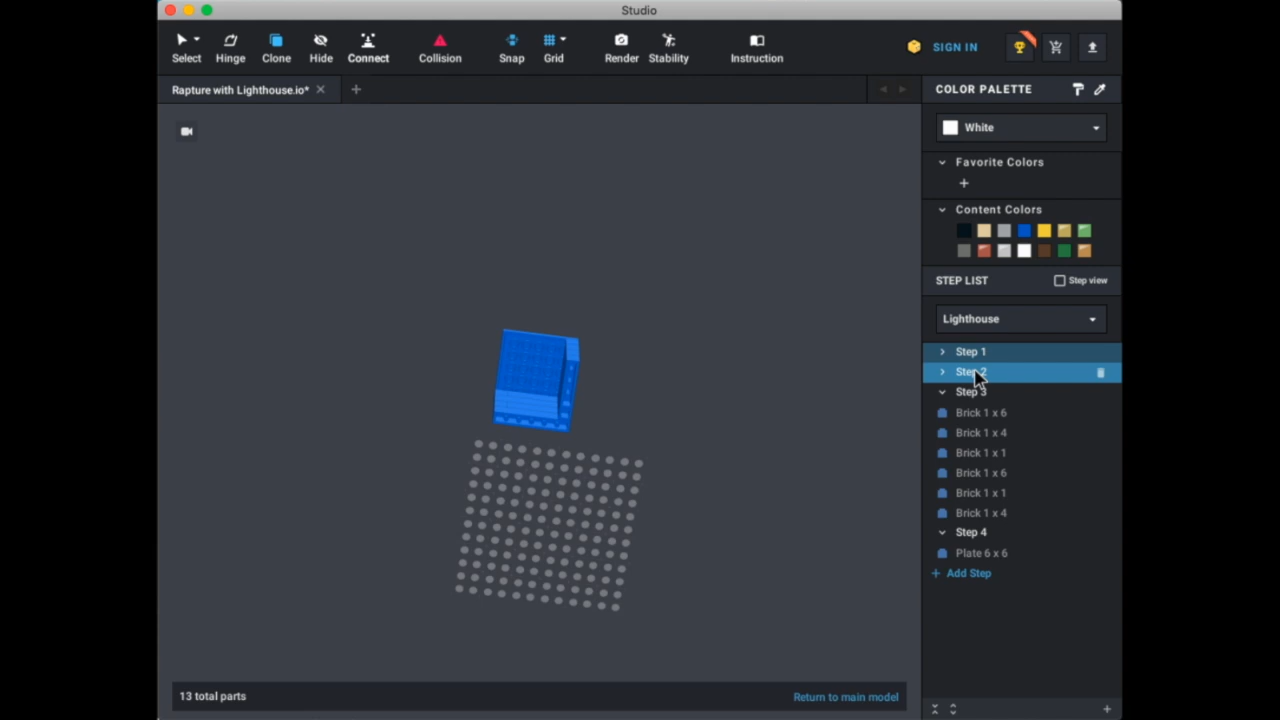 Studio
Select
Hinge
Clone
Hide
Connect
Collision
Snap
Grid
Render
Stability
Instruction
SIGN IN
Rapture with Lighthouse.io*
COLOR PALETTE
White
Favorite Colors
Content Colors
STEP LIST
Step view
Lighthouse
Step 1
Step 2
Step 3
Brick 1 x 6
Brick 1 x 4
Brick 1 x 1
Brick 1 x 6
Brick 1 x 1
Brick 1 x 4
Step 4
Plate 6 x 6
+ Add Step
13 total parts
Return to main model